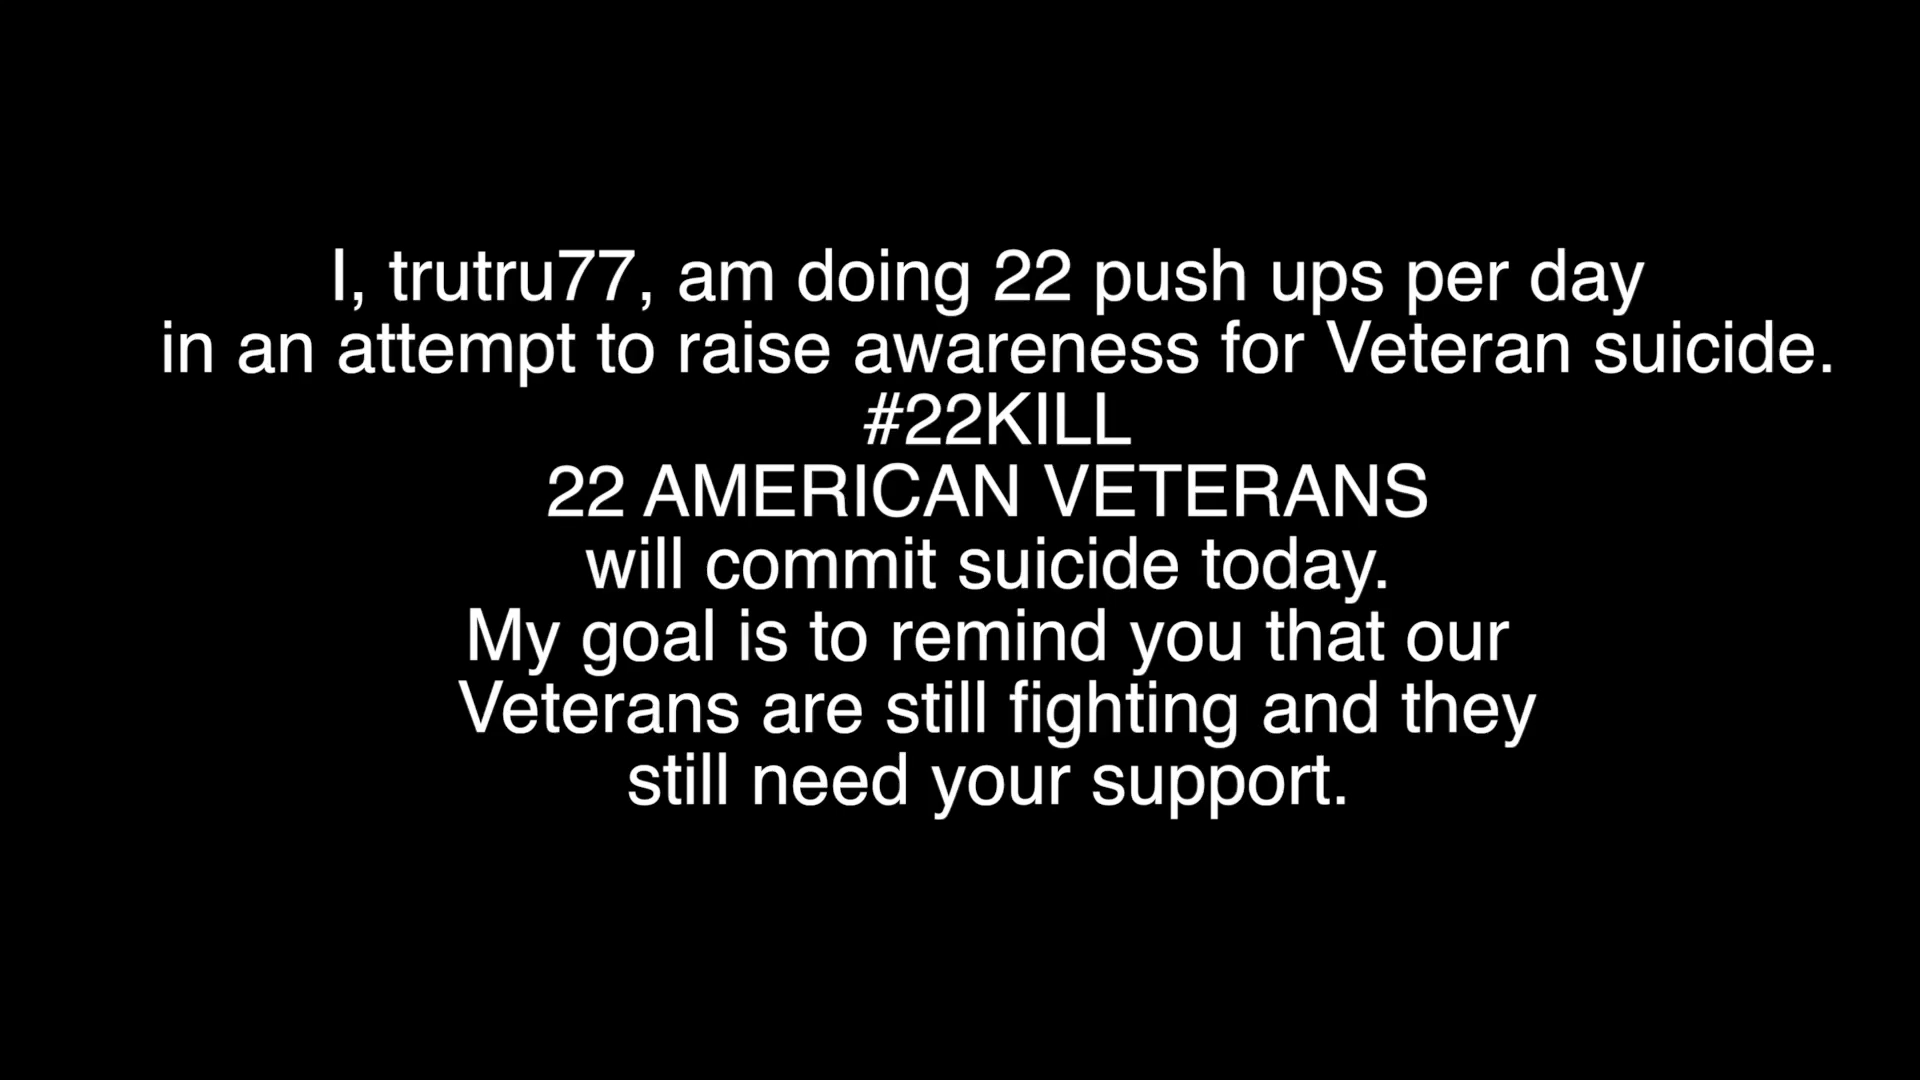 I, trutru77, am doing 22 push ups per day
in an attempt to raise awareness for Veteran suicide.
#22KILL
22 AMERICAN VETERANS
will commit suicide today.
My goal is to remind you that our
Veterans are still fighting and they
still need your support.